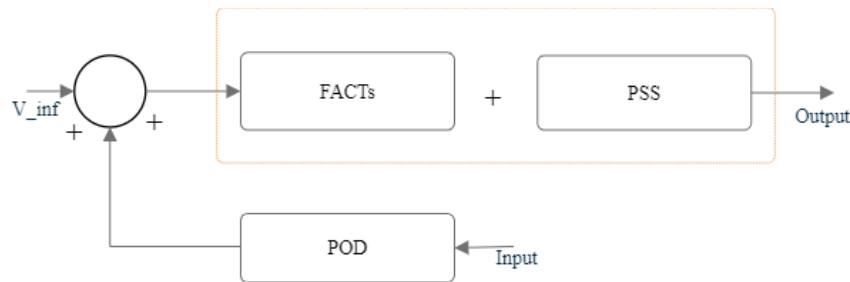 FACTs
+
PSS
V_inf
+
+
Output
POD
Input